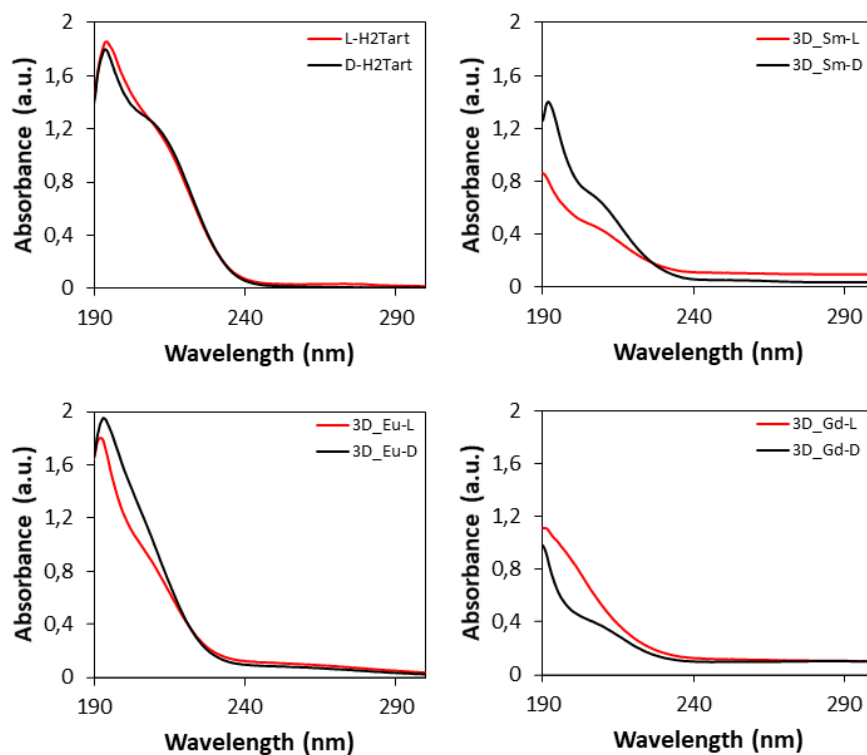 L-H2Tart
D-H2Tart
2
1,6
1,2
0,8
0,4
0
190
240
290
Absorbance (a.u.)
Wavelength (nm)
3D_Sm-L
3D_Sm-D
2
1,6
1,2
0,8
0,4
0
190
240
290
Absorbance (a.u.)
Wavelength (nm)
3D_Eu-L
3D_Eu-D
2
1,6
1,2
0,8
0,4
0
190
240
290
Absorbance (a.u.)
Wavelength (nm)
3D_Gd-L
3D_Gd-D
2
1,6
1,2
0,8
0,4
0
190
240
290
Absorbance (a.u.)
Wavelength (nm)